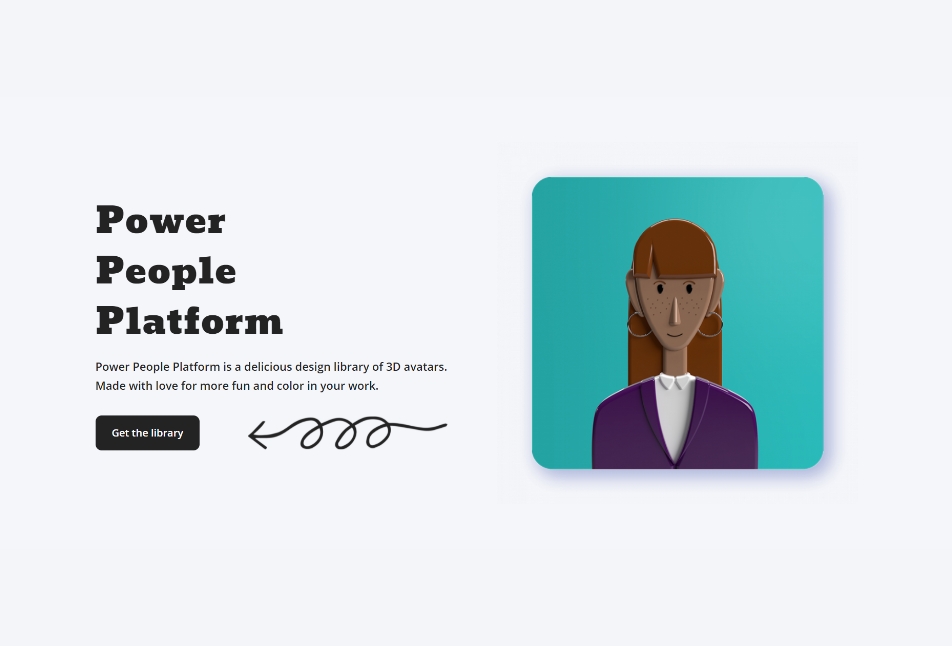 Power
People
Platform
Power People Platform is a delicious design library of 3D avatars.
Made with love for more fun and color in your work.
Get the library